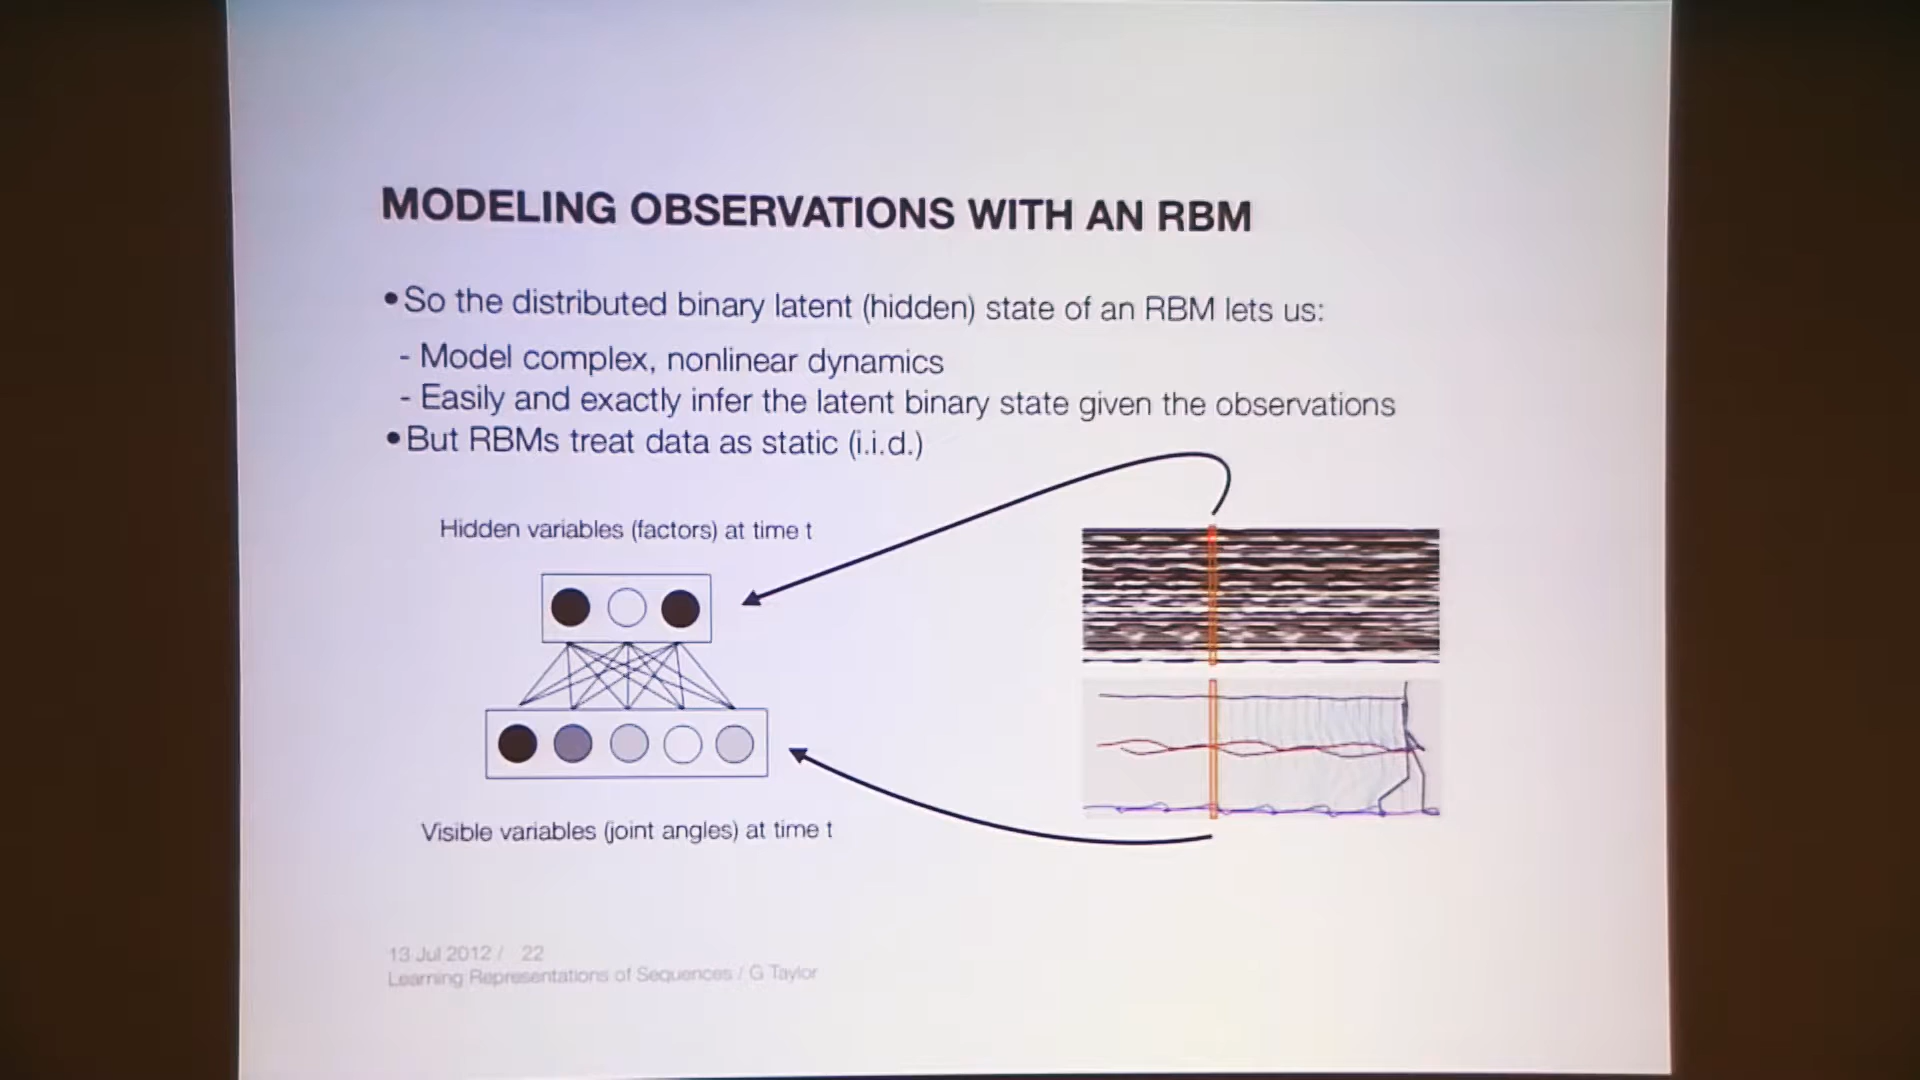 MODELING OBSERVATIONS WITH AN RBM
•So the distributed binary latent (hidden) state of an RBM lets us:
- Model complex, nonlinear dynamics
- Easily and exactly infer the latent binary state given the observations
•But RBMs treat data as static (i.i.d.)
Hidden variables (factors) at time t
Visible variables (joint angles) at time t
13 Jul 2012 / 22
Learning Representations of Sequences / G Taylor